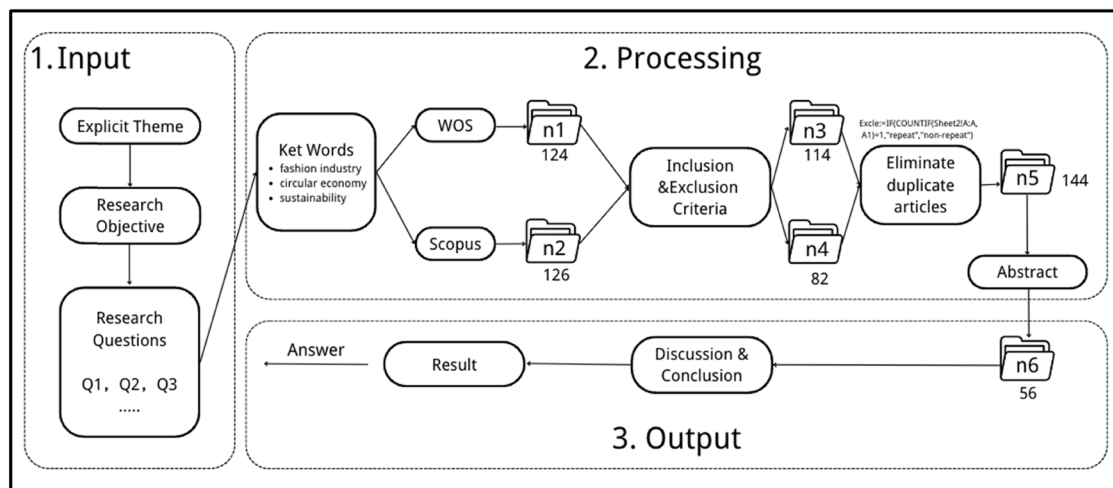 1. Input
Explicit Theme
Research
Objective
Research
Questions
Q1, Q2, Q3
.....
2. Processing
Ket Words
• fashion industry
• circular economy
• sustainability
WOS
n1
124
Scopus
n2
126
Inclusion
&Exclusion
Criteria
n3
114
n4
82
Excle:=IF(COUNTIF(Sheet2!A:A,
A1)=1,"repeat","non-repeat")
Eliminate
duplicate
articles
n5
144
Abstract
n6
56
Discussion &
Conclusion
Result
Answer
3. Output